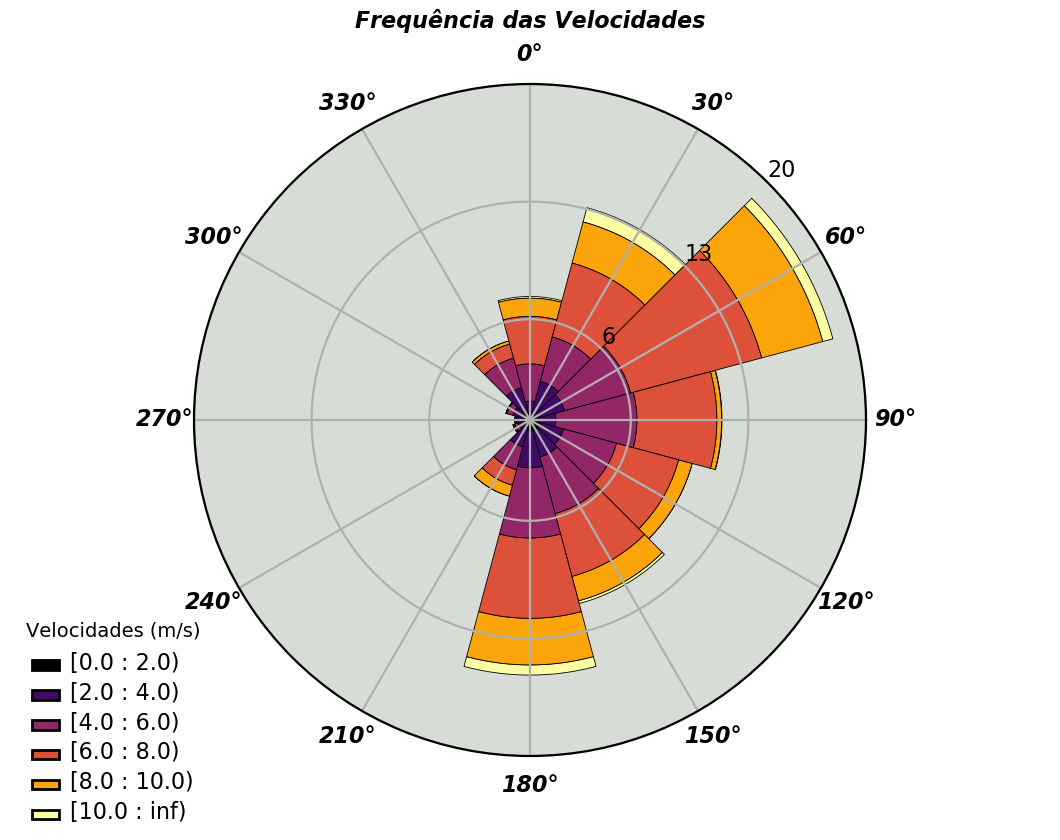 Frequência das Velocidades
0°
330°
30°
20
300°
60°
13
6
270°
90°
240°
120°
210°
150°
180°
Velocidades (m/s)
[0.0 : 2.0)
[2.0 : 4.0)
[4.0 : 6.0)
[6.0 : 8.0)
[8.0 : 10.0)
[10.0 : inf)